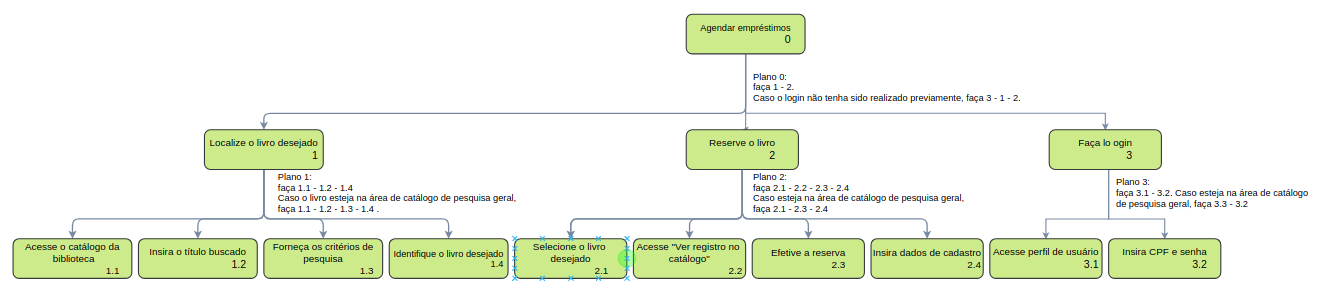 Agendar empréstimos
0
Plano 0:
faça 1 - 2.
Caso o login não tenha sido realizado previamente, faça 3 - 1 - 2.
Localize o livro desejado
1
Reserve o livro
2
Faça lo ogin
3
Plano 1:
faça 1.1 - 1.2 - 1.4
Caso o livro esteja na área de catálogo de pesquisa geral,
faça 1.1 - 1.2 - 1.3 - 1.4 .
Plano 2:
faça 2.1 - 2.2 - 2.3 - 2.4
Caso esteja na área de catálogo de pesquisa geral,
faça 2.1 - 2.3 - 2.4
Plano 3:
faça 3.1 - 3.2. Caso esteja na área de catálogo
de pesquisa geral, faça 3.3 - 3.2
Acesse o catálogo da
biblioteca
1.1
Insira o título buscado
1.2
Forneça os critérios de
pesquisa
1.3
Identifique o livro desejado
1.4
Selecione o livro
desejado
2.1
Acesse "Ver registro no
catálogo"
2.2
Efetive a reserva
2.3
Insira dados de cadastro
2.4
Acesse perfil de usuário
3.1
Insira CPF e senha
3.2